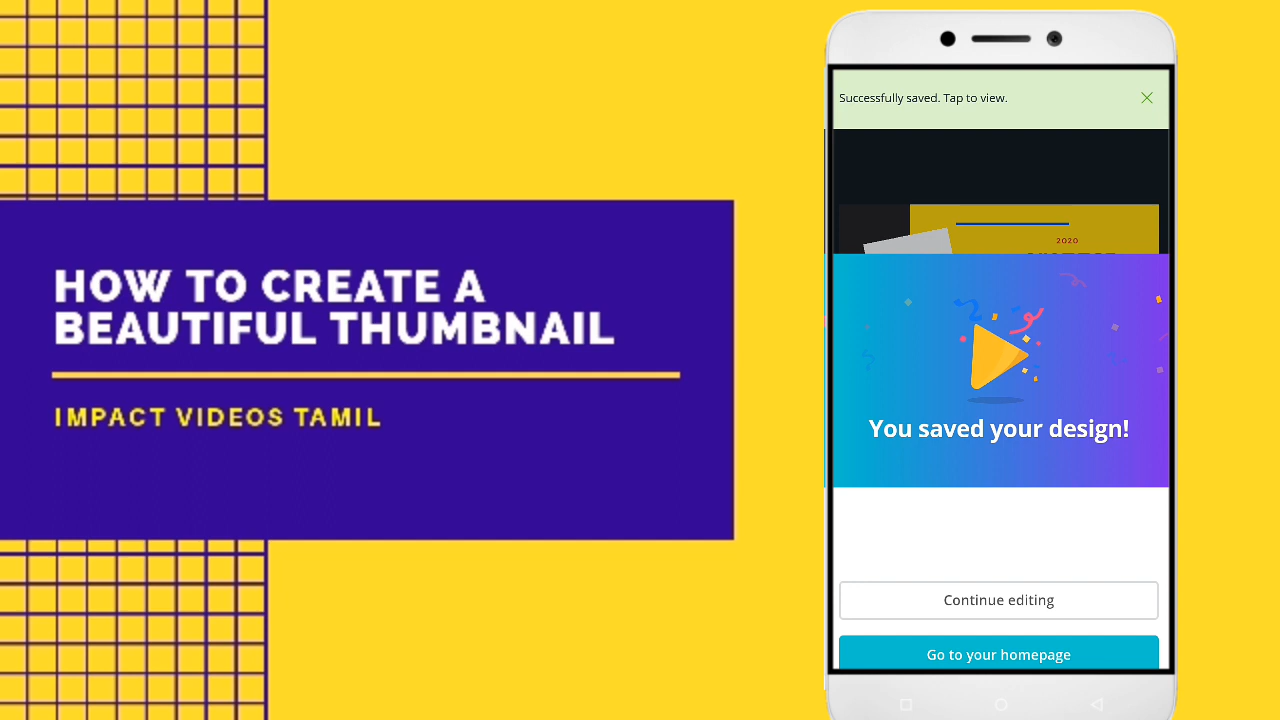 HOW TO CREATE A
BEAUTIFUL THUMBNAIL
IMPACT VIDEOS TAMIL
Successfully saved. Tap to view.
2020
You saved your design!
Continue editing
Go to your homepage